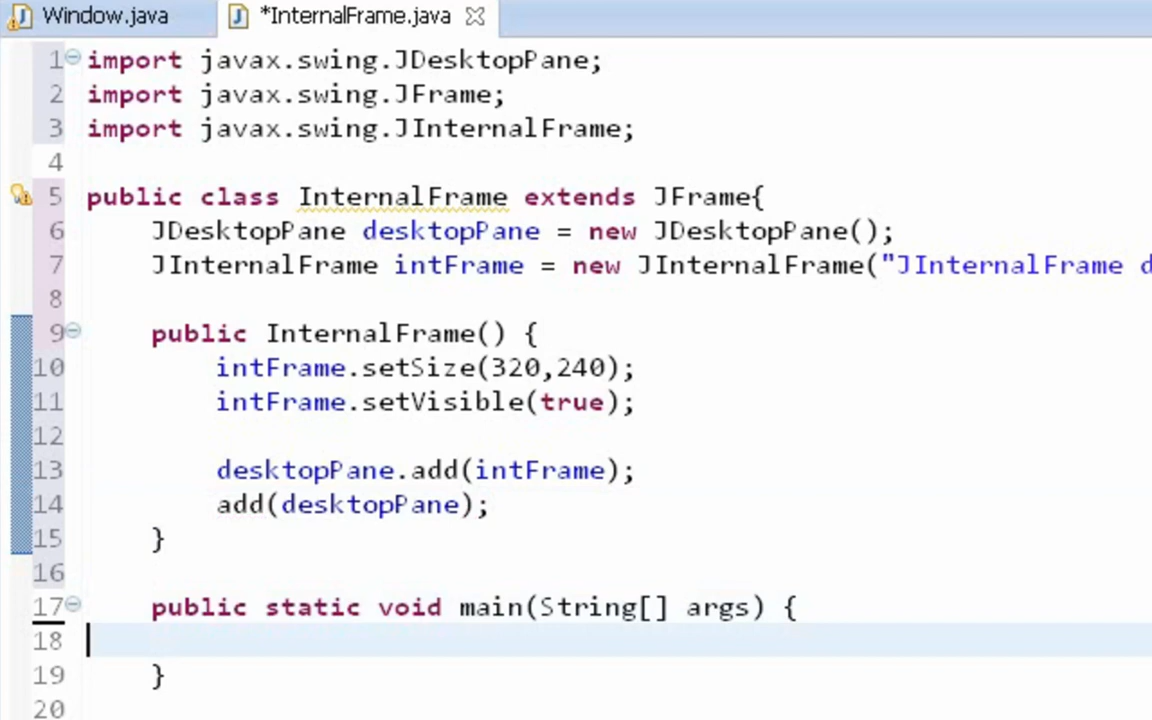 Window.java *InternalFrame.java
1 import javax.swing.JDesktopPane;
2 import javax.swing.JFrame;
3 import javax.swing.JInternalFrame;
4
5 public class InternalFrame extends JFrame{
6 JDesktopPane desktopPane = new JDesktopPane();
7 JInternalFrame intFrame = new JInternalFrame("JInternalFrame d
8
9 public InternalFrame() {
10 intFrame.setSize(320,240);
11 intFrame.setVisible(true);
12
13 desktopPane.add(intFrame);
14 add(desktopPane);
15 }
16
17 public static void main(String[] args) {
18
19 }
20